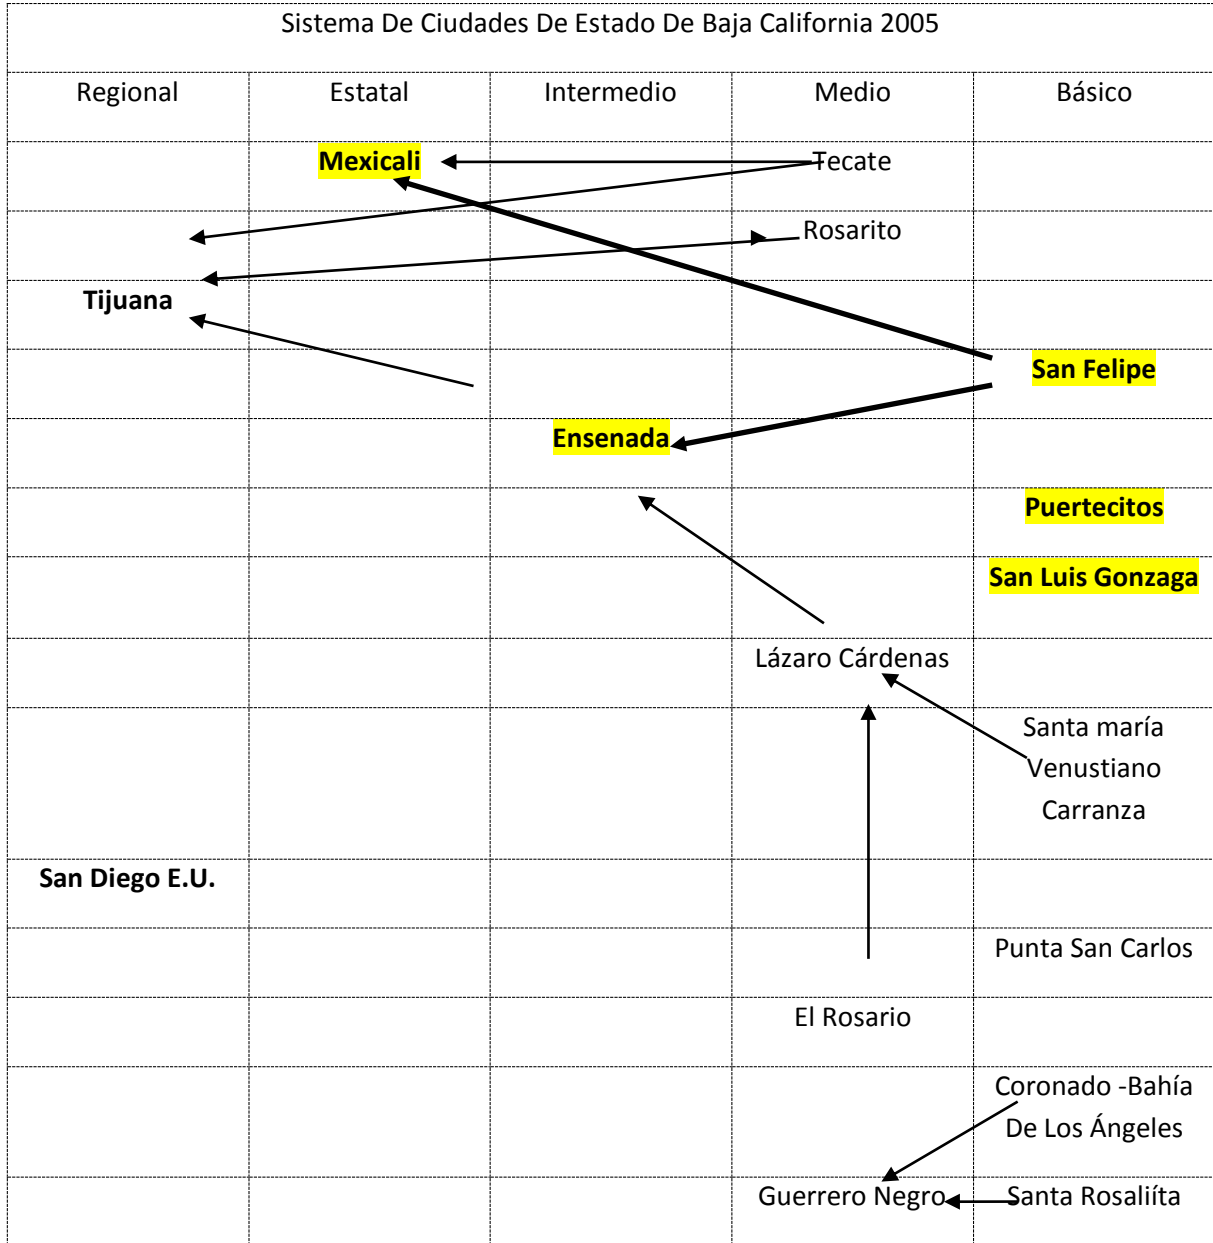 Sistema De Ciudades De Estado De Baja California 2005
Regional Estatal Intermedio Medio Básico
Mexicali Tecate
Rosarito
Tijuana
San Felipe
Ensenada
Puertecitos
San Luis Gonzaga
Lázaro Cárdenas
Santa maría
Venustiano
Carranza
San Diego E.U.
Punta San Carlos
El Rosario
Coronado -Bahía
De Los Ángeles
Guerrero Negro Santa Rosaliíta